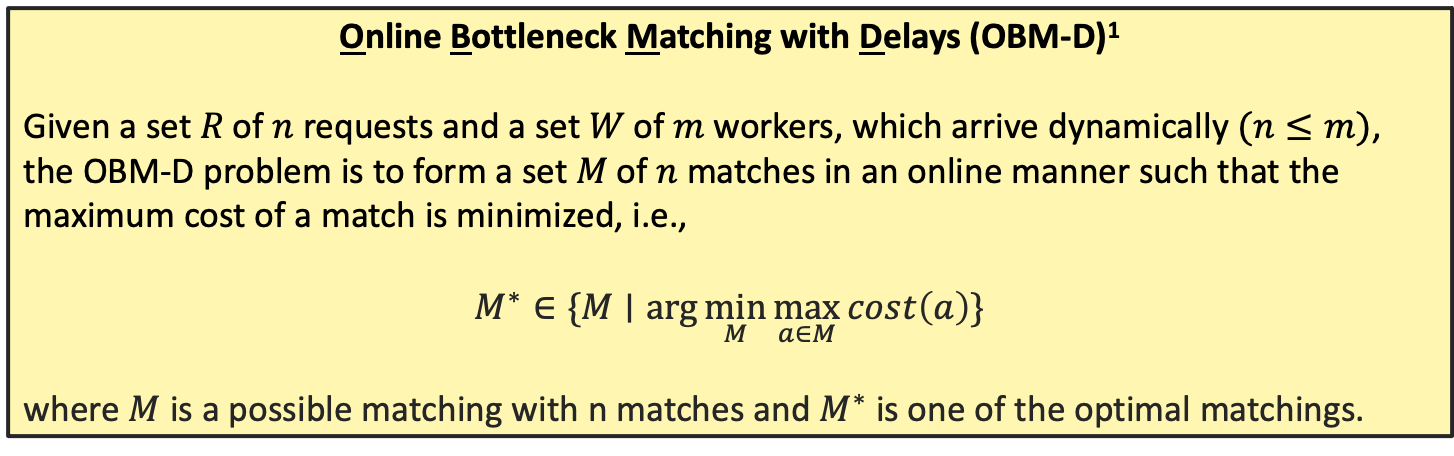 Online Bottleneck Matching with Delays (OBM-D)¹
Given a set 𝑅 of 𝑛 requests and a set 𝑊 of 𝑚 workers, which arrive dynamically (𝑛 ≤ 𝑚),
the OBM-D problem is to form a set 𝑀 of 𝑛 matches in an online manner such that the
maximum cost of a match is minimized, i.e.,
𝑀* ∈ {𝑀 | arg min_𝑀 max_{𝑎∈𝑀} 𝑐𝑜𝑠𝑡(𝑎)}
where 𝑀 is a possible matching with n matches and 𝑀* is one of the optimal matchings.